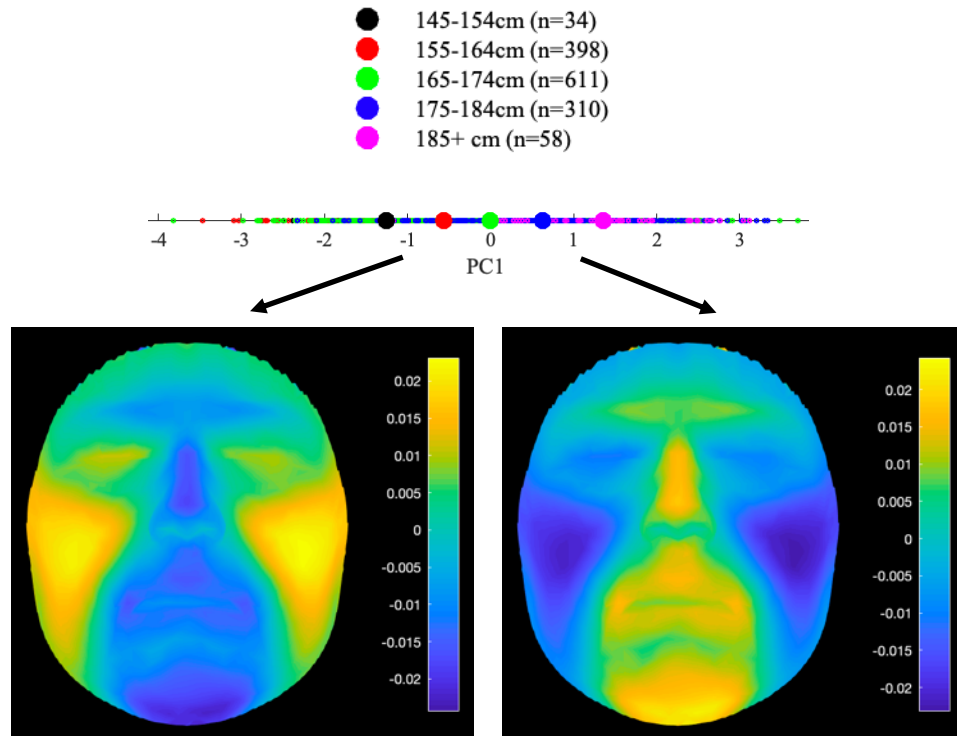 145-154cm (n=34)
155-164cm (n=398)
165-174cm (n=611)
175-184cm (n=310)
185+ cm (n=58)
-4 -3 -2 -1 0 1 2 3
PC1
0.02
0.015
0.01
0.005
0
-0.005
-0.01
-0.015
-0.02
0.02
0.015
0.01
0.005
0
-0.005
-0.01
-0.015
-0.02